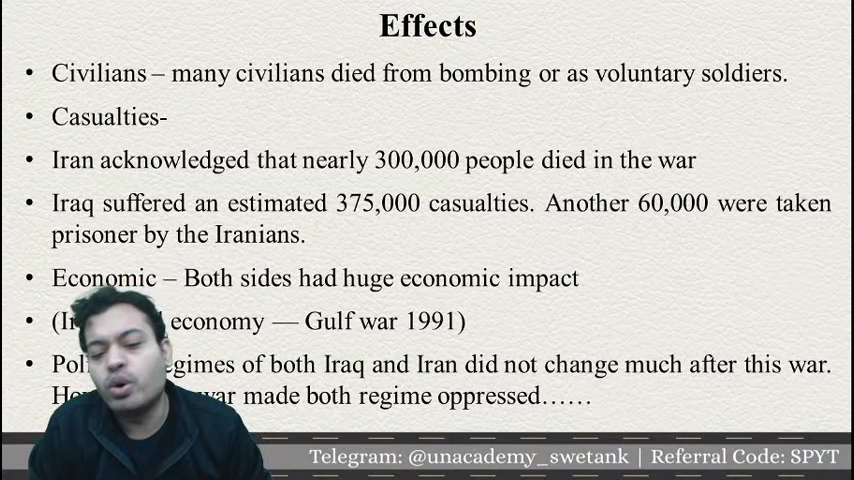 Effects
• Civilians – many civilians died from bombing or as voluntary soldiers.
• Casualties-
• Iran acknowledged that nearly 300,000 people died in the war
• Iraq suffered an estimated 375,000 casualties. Another 60,000 were taken
prisoner by the Iranians.
• Economic – Both sides had huge economic impact
• economy — Gulf war 1991)
• regimes of both Iraq and Iran did not change much after this war.
war made both regime oppressed……
Telegram: @unacademy_swetank | Referral Code: SPYT